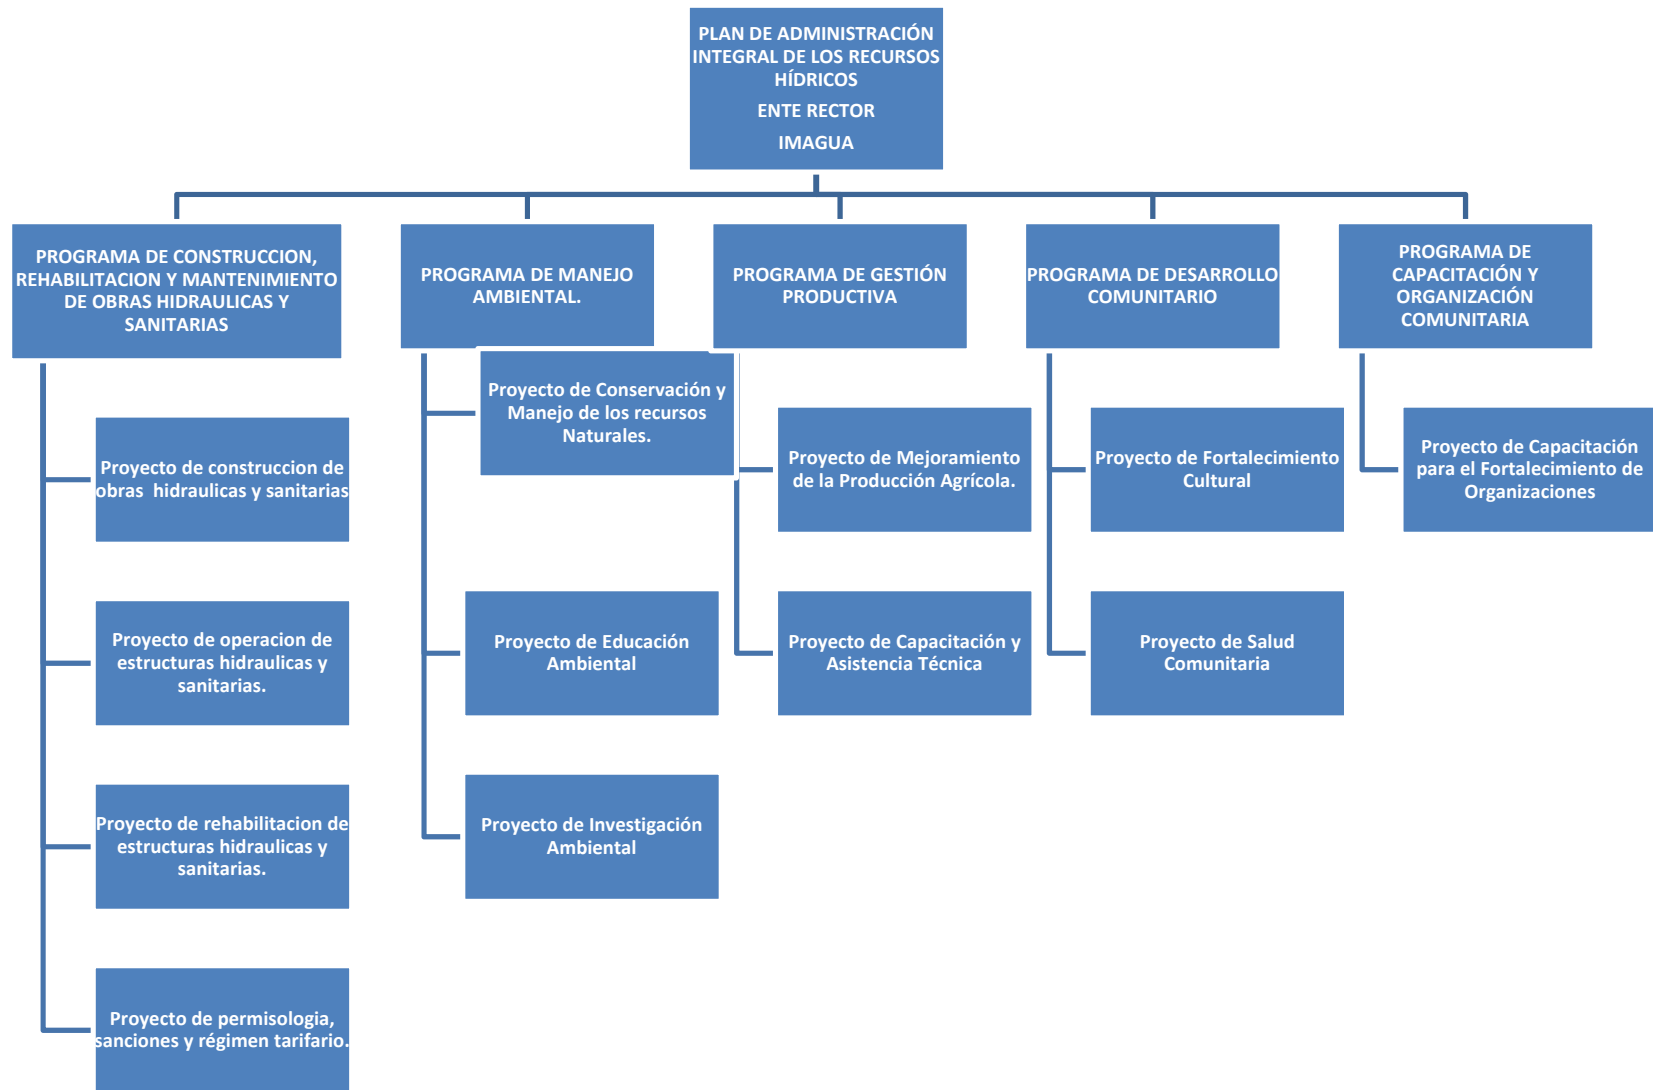 PLAN DE ADMINISTRACIÓN
INTEGRAL DE LOS RECURSOS
HÍDRICOS
ENTE RECTOR
IMAGUA
PROGRAMA DE CONSTRUCCION,
REHABILITACION Y MANTENIMIENTO
DE OBRAS HIDRAULICAS Y
SANITARIAS
Proyecto de construccion de
obras hidraulicas y sanitarias
Proyecto de operacion de
estructuras hidraulicas y
sanitarias.
Proyecto de rehabilitacion de
estructuras hidraulicas y
sanitarias.
Proyecto de permisologia,
sanciones y régimen tarifario.
PROGRAMA DE MANEJO
AMBIENTAL.
Proyecto de Conservación y
Manejo de los recursos
Naturales.
Proyecto de Educación
Ambiental
Proyecto de Investigación
Ambiental
PROGRAMA DE GESTIÓN
PRODUCTIVA
Proyecto de Mejoramiento
de la Producción Agrícola.
Proyecto de Capacitación y
Asistencia Técnica
PROGRAMA DE DESARROLLO
COMUNITARIO
Proyecto de Fortalecimiento
Cultural
Proyecto de Salud
Comunitaria
PROGRAMA DE
CAPACITACIÓN Y
ORGANIZACIÓN
COMUNITARIA
Proyecto de Capacitación
para el Fortalecimiento de
Organizaciones